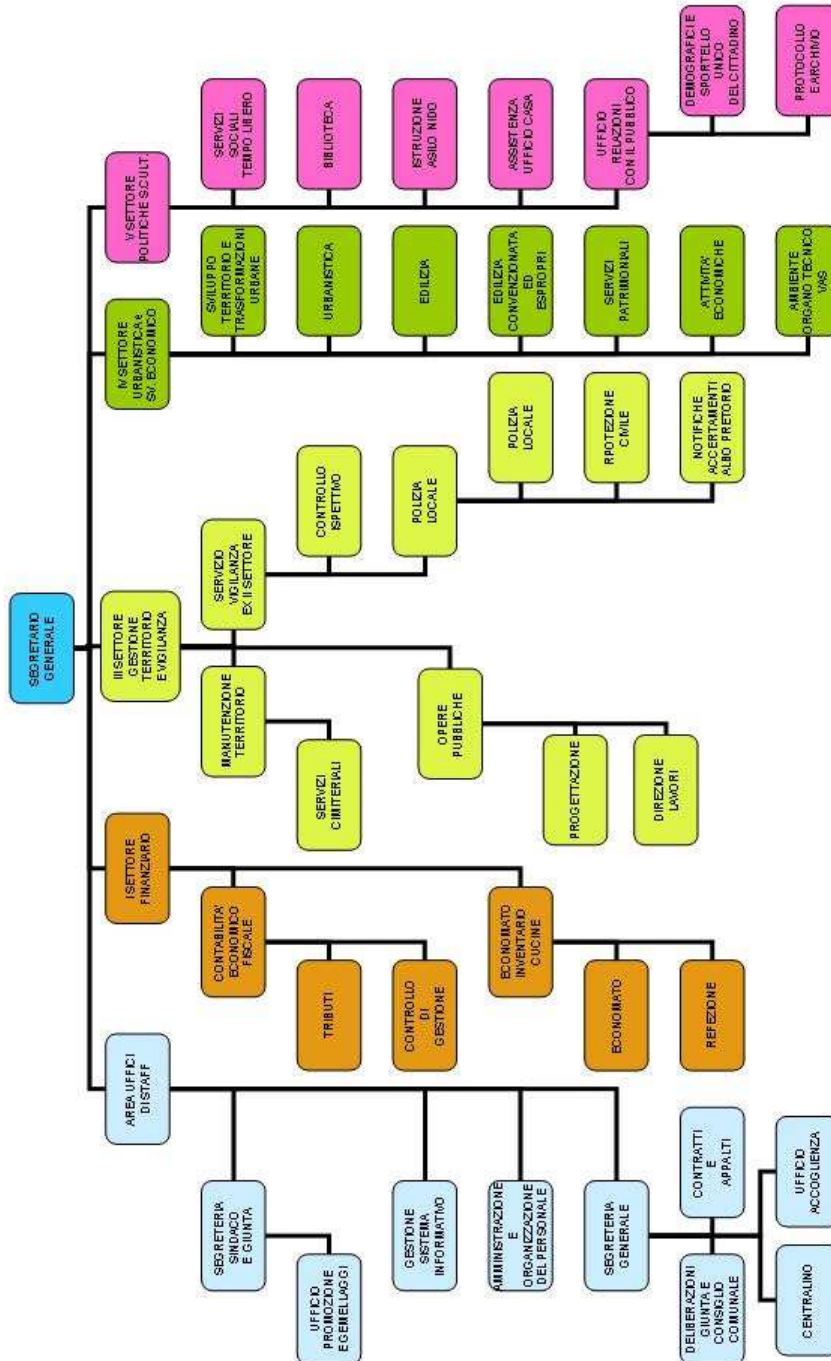 SEGRETARIO
GENERALE
AREA UFFICI
DI STAFF
I SETTORE
FINANZIARIO
III SETTORE
GESTIONE
TERRITORIO
E VIGILANZA
IV SETTORE
URBANISTICA e
SV. ECONOMICO
V SETTORE
POLITICHE S.CULT.
SEGRETERIA
SINDACO
E GIUNTA
UFFICIO
PROMOZIONE
E GEMELLAGGI
GESTIONE
SISTEMA
INFORMATIVO
AMMINISTRAZIONE
E
ORGANIZZAZIONE
DEL PERSONALE
SEGRETERIA
GENERALE
DELIBERAZIONI
GIUNTA E
CONSIGLIO
COMUNALE
CONTRATTI
E
APPALTI
CENTRALINO
UFFICIO
ACCOGLIENZA
CONTABILITA'
ECONOMICO
FISCALE
TRIBUTI
CONTROLLO
DI
GESTIONE
ECONOMATO
INVENTARIO
CUCINE
ECONOMATO
REFEZIONE
MANUTENZIONE
TERRITORIO
SERVIZI
CIMITERIALI
OPERE
PUBBLICHE
PROGETTAZIONE
DIREZIONE
LAVORI
SERVIZIO
VIGILANZA
EX II SETTORE
CONTROLLO
ISPETTIVO
POLIZIA
LOCALE
POLIZIA
LOCALE
RPOTEZIONE
CIVILE
NOTIFICHE
ACCERTAMENTI
ALBO PRETORIO
SVILUPPO
TERRITORIO E
TRASFORMAZIONI
URBANE
URBANISTICA
EDILIZIA
EDILIZIA
CONVENZIONATA
ED
ESPROPRI
SERVIZI
PATRIMONIALI
ATTIVITA'
ECONOMICHE
AMBIENTE
ORGANO TECNICO
VAS
SERVIZI
SOCIALI
TEMPO LIBERO
BIBLIOTECA
ISTRUZIONE
ASILO NIDO
ASSISTENZA
UFFICIO CASA
UFFICIO
RELAZIONI
CON IL PUBBLICO
DEMOGRAFICI E
SPORTELLO
UNICO
DEL CITTADINO
PROTOCOLLO
E ARCHIVIO